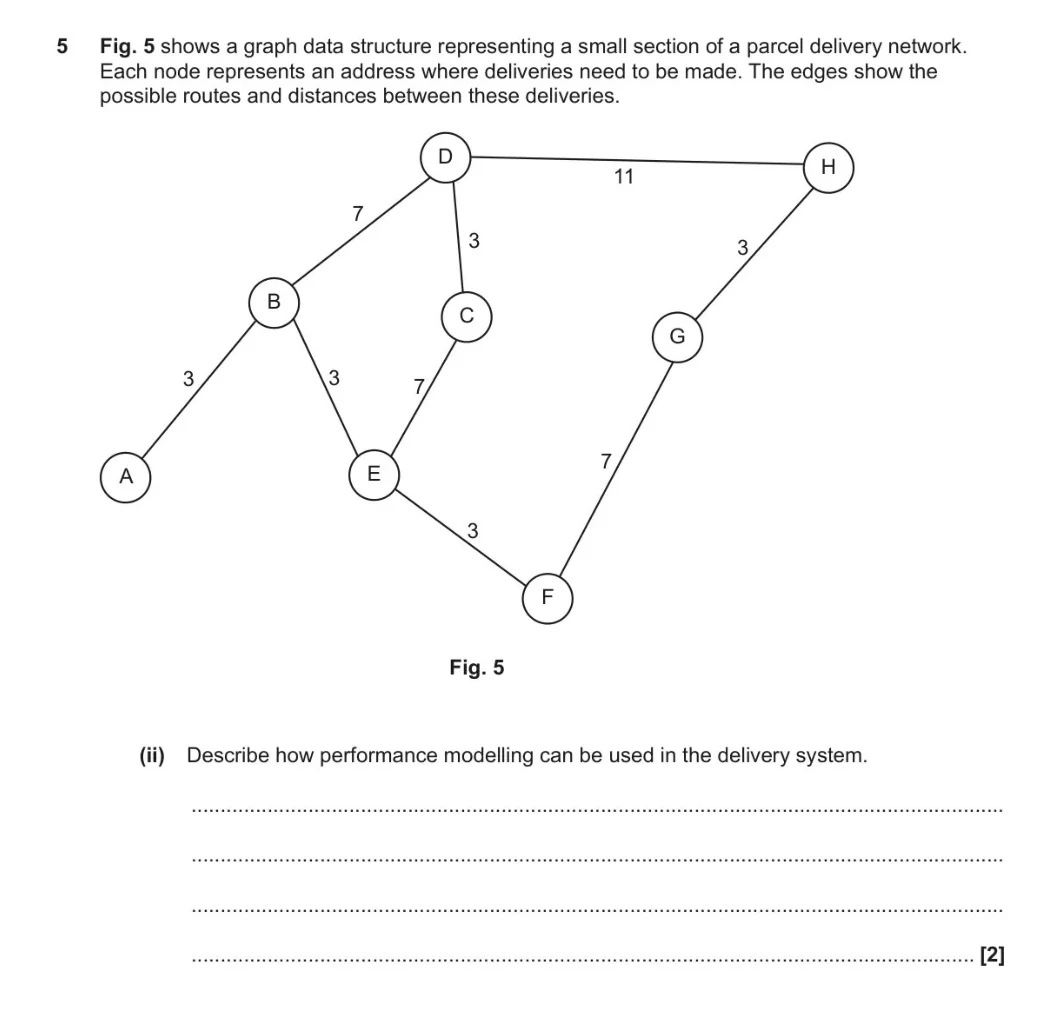 5 Fig. 5 shows a graph data structure representing a small section of a parcel delivery network.
Each node represents an address where deliveries need to be made. The edges show the
possible routes and distances between these deliveries.
D
H
11
7
3
3
B
C
G
3
3
7
A
E
7
3
F
Fig. 5
(ii) Describe how performance modelling can be used in the delivery system.
[2]